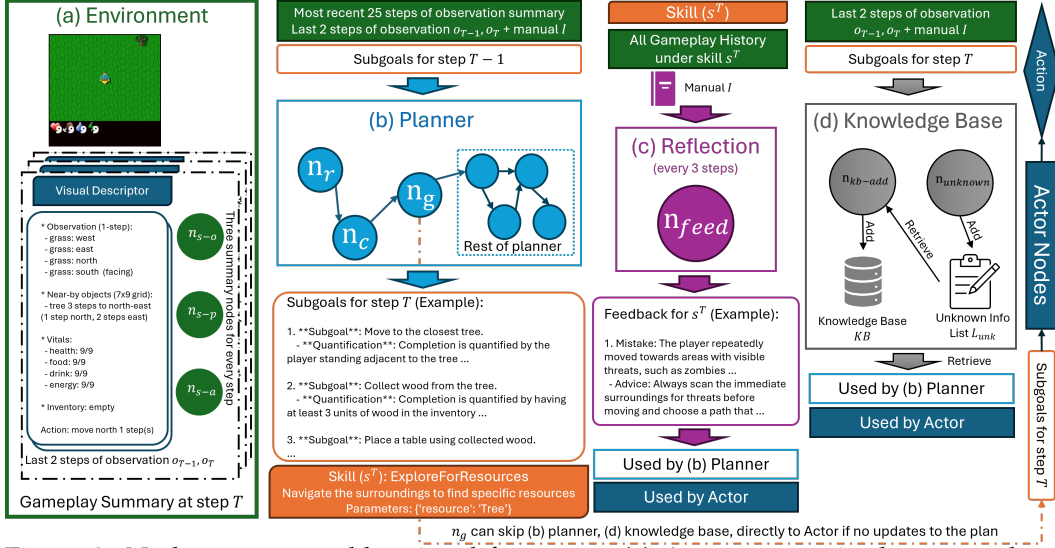 (a) Environment
9 9 9 9
Visual Descriptor
* Observation (1-step):
- grass: west
- grass: east
- grass: north
- grass: south (facing)
* Near-by objects (7x9 grid):
- tree 3 steps to north-east
(1 step north, 2 steps east)
* Vitals:
- health: 9/9
- food: 9/9
- drink: 9/9
- energy: 9/9
* Inventory: empty
Action: move north 1 step(s)
n_{s-o}
n_{s-p}
n_{s-a}
Three summary nodes for every step
Last 2 steps of observation o_{T-1}, o_T
Gameplay Summary at step T
Most recent 25 steps of observation summary
Last 2 steps of observation o_{T-1}, o_T + manual I
Subgoals for step T − 1
(b) Planner
n_r
n_c
n_g
Rest of planner
Subgoals for step T (Example):
1. **Subgoal**: Move to the closest tree.
- **Quantification**: Completion is quantified by the
player standing adjacent to the tree ...
2. **Subgoal**: Collect wood from the tree.
- **Quantification**: Completion is quantified by having
at least 3 units of wood in the inventory ...
3. **Subgoal**: Place a table using collected wood.
...
Skill (s^T): ExploreForResources
Navigate the surroundings to find specific resources
Parameters: {'resource': 'Tree'}
Skill (s^T)
All Gameplay History
under skill s^T
Manual I
(c) Reflection
(every 3 steps)
n_{feed}
Feedback for s^T (Example):
1. Mistake: The player repeatedly
moved towards areas with visible
threats, such as zombies ...
- Advice: Always scan the immediate
surroundings for threats before
moving and choose a path that ...
Used by (b) Planner
Used by Actor
Last 2 steps of observation
o_{T-1}, o_T + manual I
Subgoals for step T
(d) Knowledge Base
n_{kb-add}
n_{unknown}
Add
Retrieve
Add
Knowledge Base
KB
Unknown Info
List L_{unk}
Retrieve
Used by (b) Planner
Used by Actor
Action
Actor Nodes
Subgoals for step T
n_g can skip (b) planner, (d) knowledge base, directly to Actor if no updates to the plan